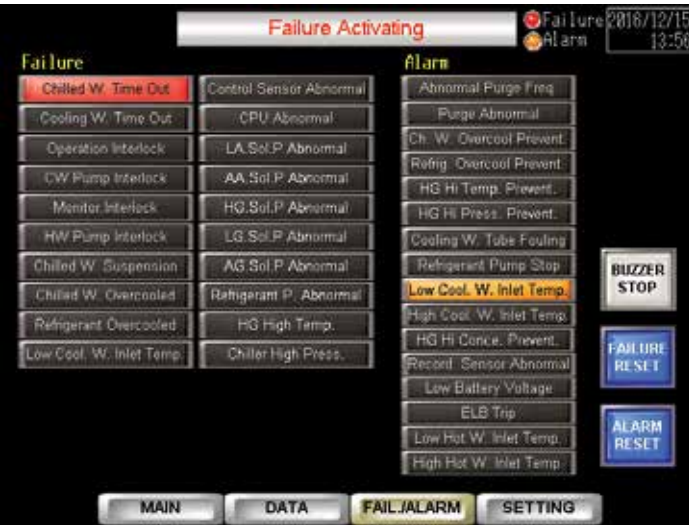 Failure Activating
Failure
Alarm
2016/12/15
13:56
Failure
Chilled W. Time Out
Cooling W. Time Out
Operation Interlock
CW Pump Interlock
Monitor Interlock
HW Pump Interlock
Chilled W. Suspension
Chilled W. Overcooled
Refrigerant Overcooled
Low Cool. W. Inlet Temp.
Control Sensor Abnormal
CPU Abnormal
LA.Sol.P Abnormal
AA.Sol.P Abnormal
HG.Sol.P Abnormal
LG.Sol.P Abnormal
AG.Sol.P Abnormal
Refrigerant P. Abnormal
HG High Temp.
Chiller High Press.
Alarm
Abnormal Purge Freq
Purge Abnormal
Ch. W. Overcool Prevent.
Refrig. Overcool Prevent.
HG Hi Temp. Prevent.
HG Hi Press. Prevent.
Cooling W. Tube Fouling
Refrigerant Pump Stop
Low Cool. W. Inlet Temp.
High Cool. W. Inlet Temp.
HG Hi Conce. Prevent.
Record. Sensor Abnormal
Low Battery Voltage
ELB Trip
Low Hot W. Inlet Temp.
High Hot W. Inlet Temp
BUZZER
STOP
FAILURE
RESET
ALARM
RESET
MAIN
DATA
FAIL./ALARM
SETTING